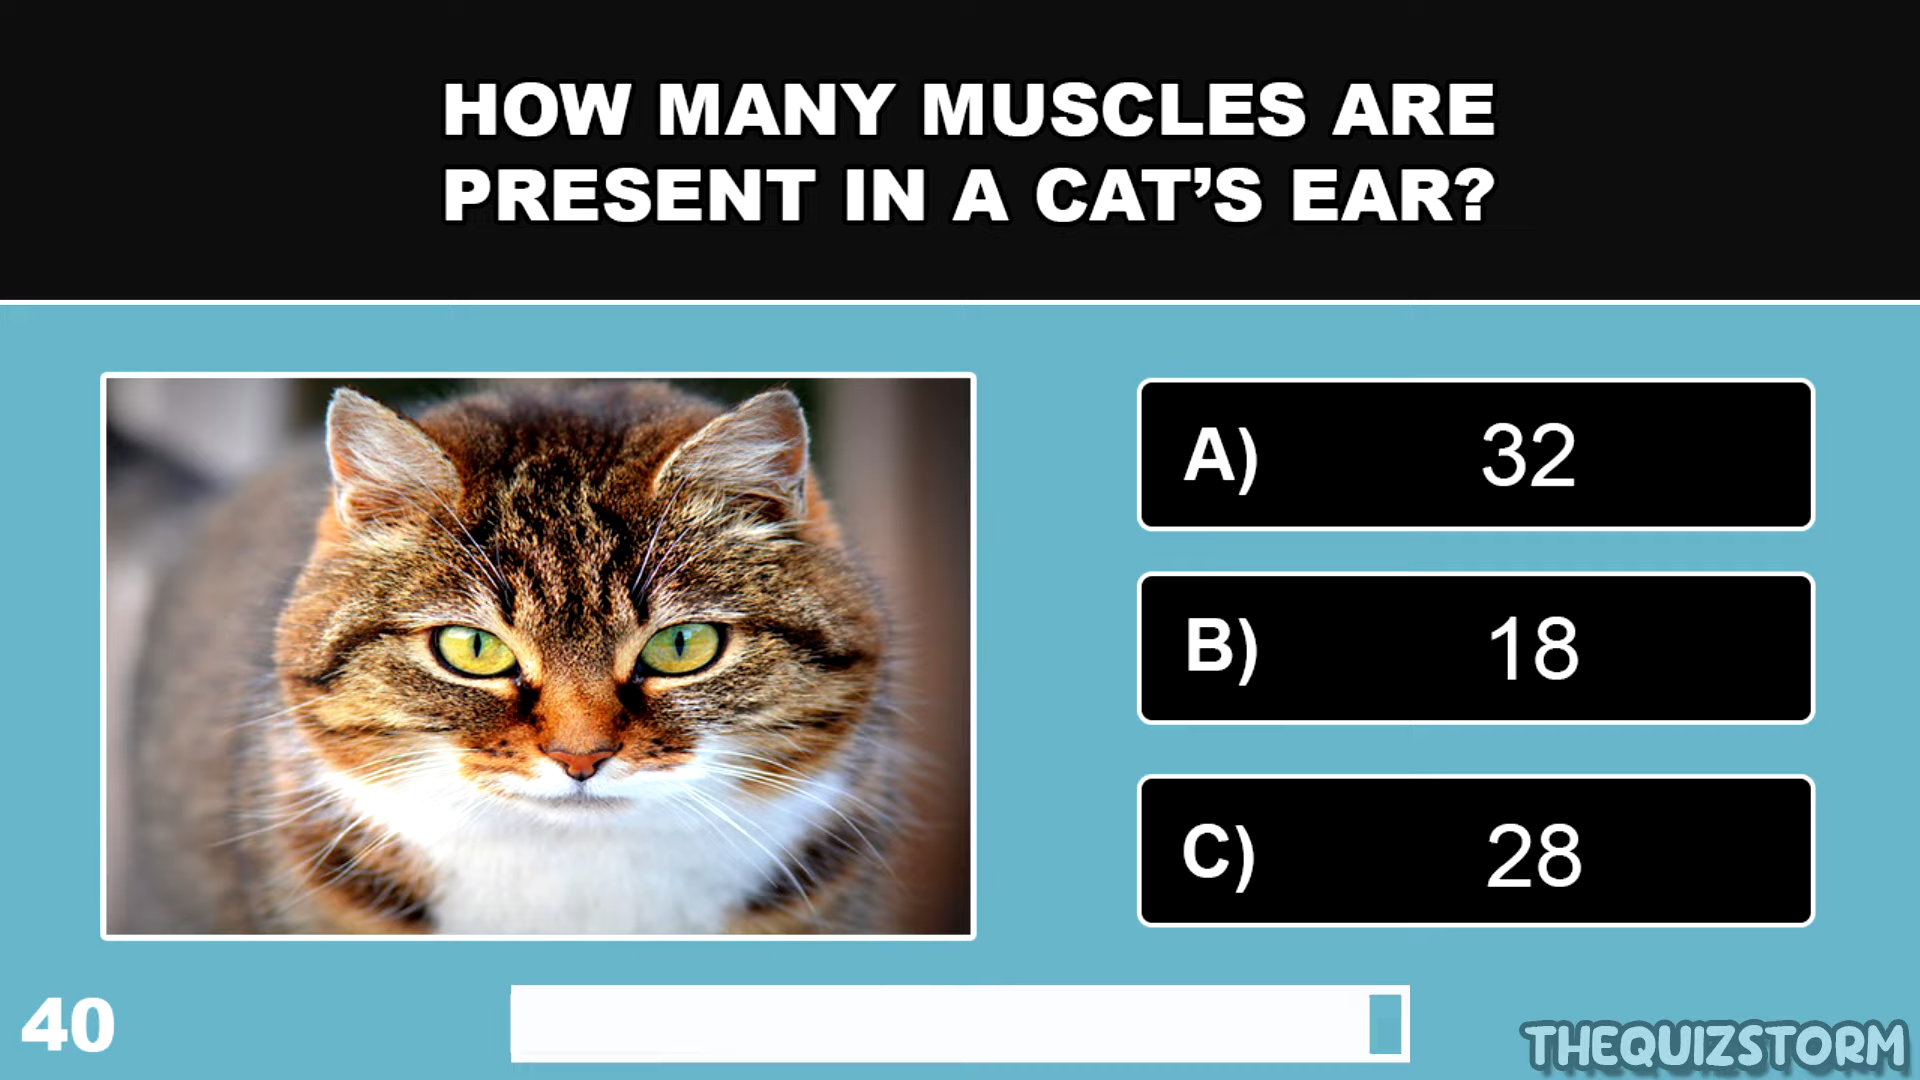 HOW MANY MUSCLES ARE
PRESENT IN A CAT’S EAR?
A) 32
B) 18
C) 28
40
THEQUIZSTORM